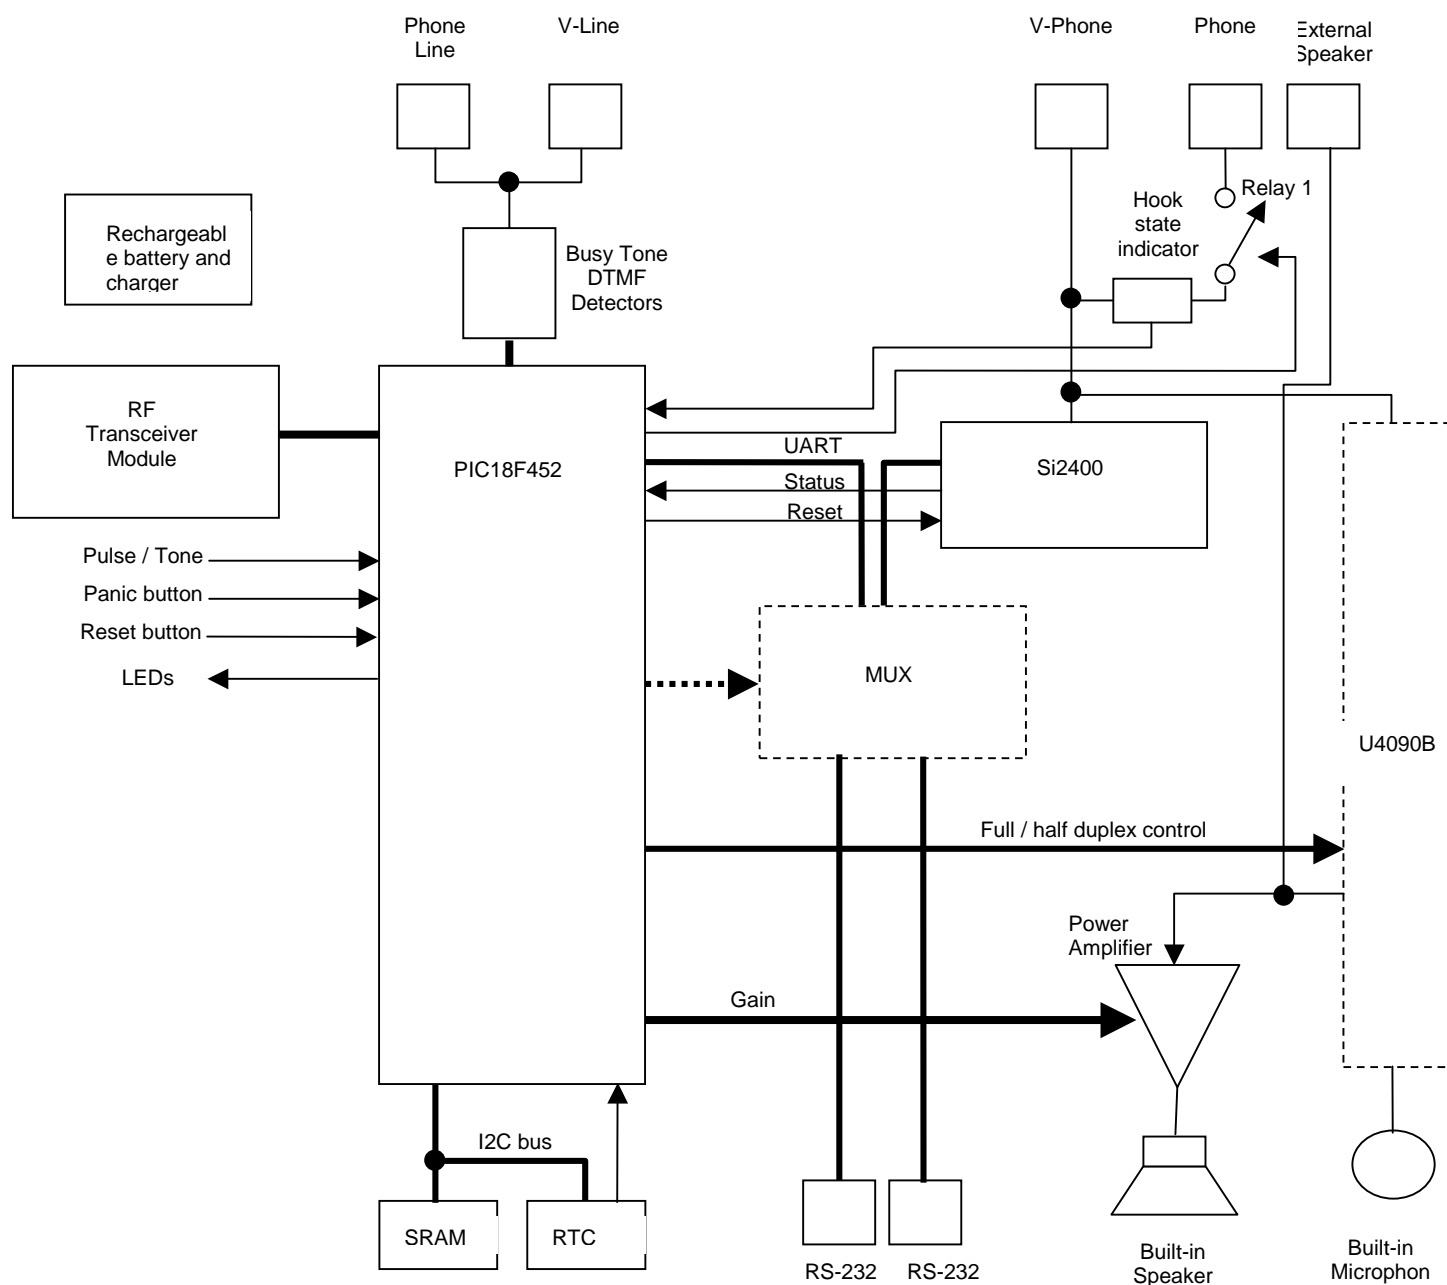 Phone
Line
V-Line
V-Phone
Phone
External
Speaker
Rechargeabl
e battery and
charger
Busy Tone
DTMF
Detectors
Hook
state
indicator
Relay 1
RF
Transceiver
Module
PIC18F452
UART
Status
Reset
Si2400
Pulse / Tone
Panic button
Reset button
LEDs
MUX
U4090B
Full / half duplex control
Power
Amplifier
Gain
I2C bus
SRAM
RTC
RS-232
RS-232
Built-in
Speaker
Built-in
Microphon